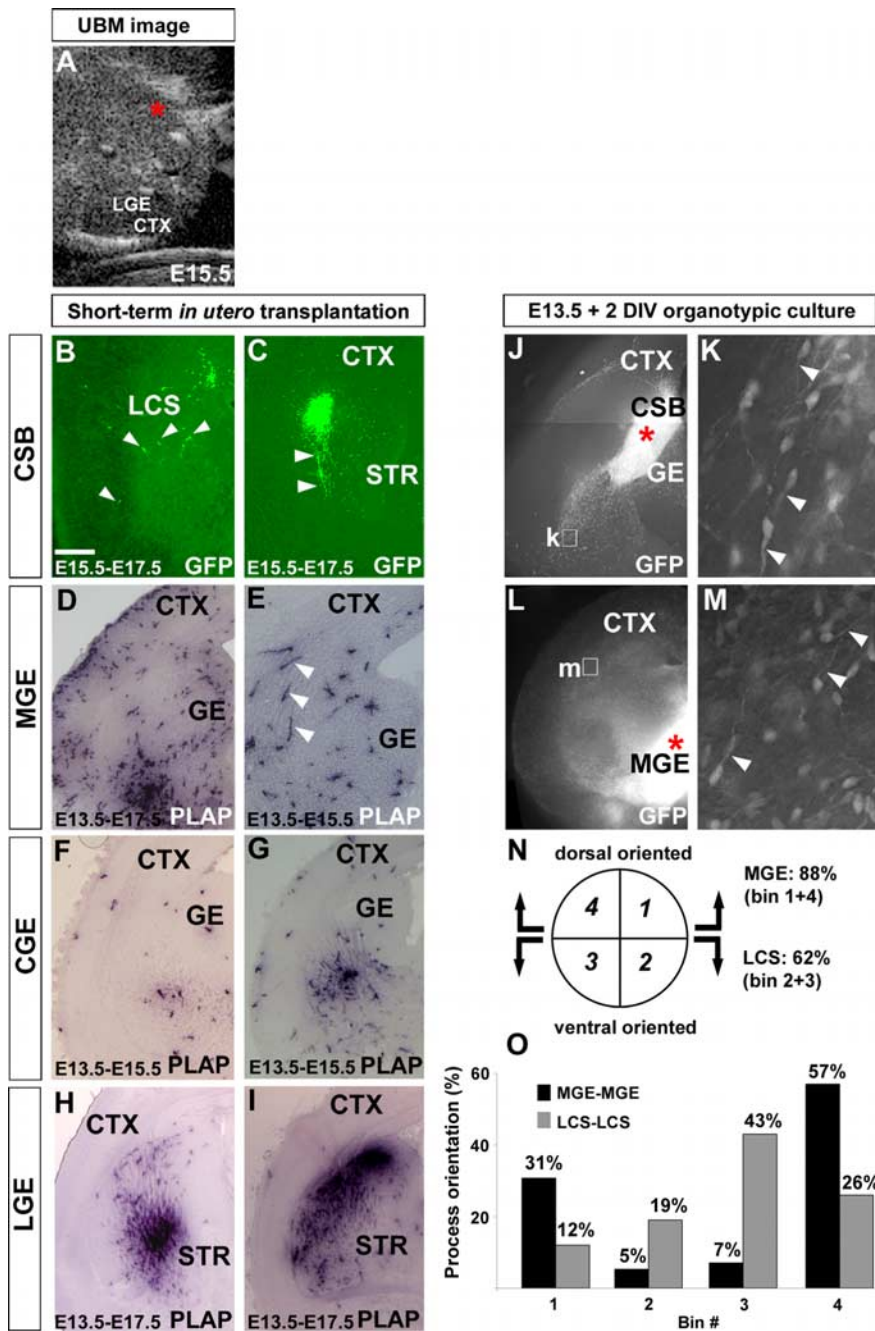 UBM image
A
*
LGE
CTX
E15.5
Short-term in utero transplantation
E13.5 + 2 DIV organotypic culture
CSB
B
LCS
E15.5-E17.5
GFP
C
CTX
STR
E15.5-E17.5
GFP
J
CTX
CSB
*
GE
k
GFP
K
MGE
D
CTX
GE
E13.5-E17.5
PLAP
E
CTX
GE
E13.5-E15.5
PLAP
L
CTX
m
*
MGE
GFP
M
CGE
F
CTX
GE
E13.5-E15.5
PLAP
G
CTX
GE
E13.5-E15.5
PLAP
N
dorsal oriented
4 1
3 2
ventral oriented
MGE: 88%
(bin 1+4)
LCS: 62%
(bin 2+3)
LGE
H
CTX
STR
E13.5-E17.5
PLAP
I
CTX
STR
E13.5-E17.5
PLAP
O
Process orientation (%)
60
40
20
MGE-MGE
LCS-LCS
31%
12%
5%
19%
7%
43%
57%
26%
1 2 3 4
Bin #